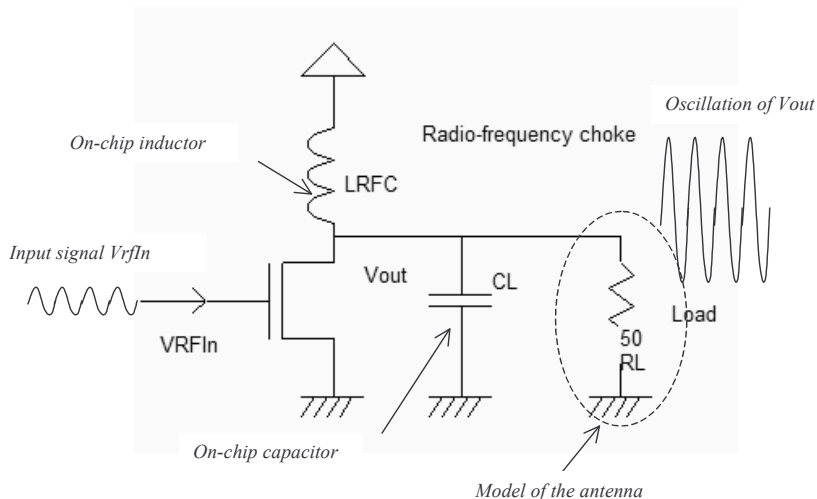 Oscillation of Vout
Radio-frequency choke
On-chip inductor
LRFC
Input signal VrfIn
Vout
CL
VRFIn
Load
50
RL
On-chip capacitor
Model of the antenna